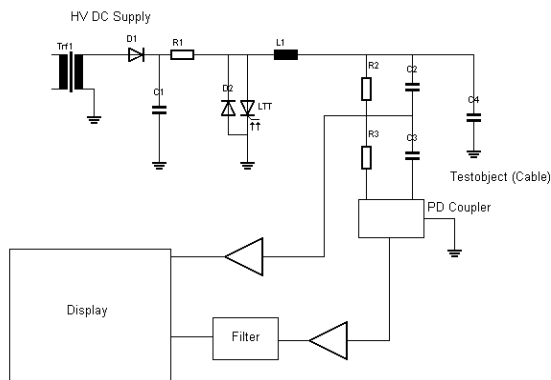 HV DC Supply
Trf1
D1
R1
L1
C1
D2
LTT
R2
C2
C4
R3
C3
Testobject (Cable)
PD Coupler
Display
Filter